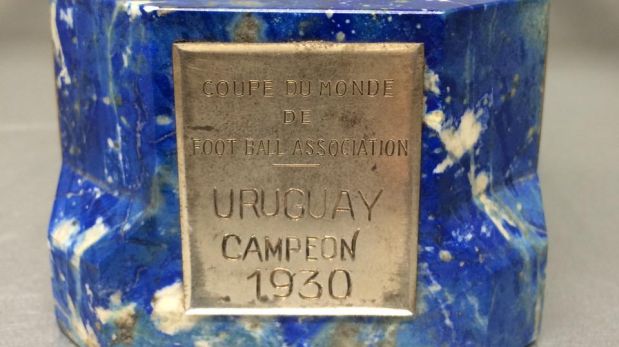 COUPE DU MONDE
DE
FOOT BALL ASSOCIATION
URUGUAY
CAMPEON
1930